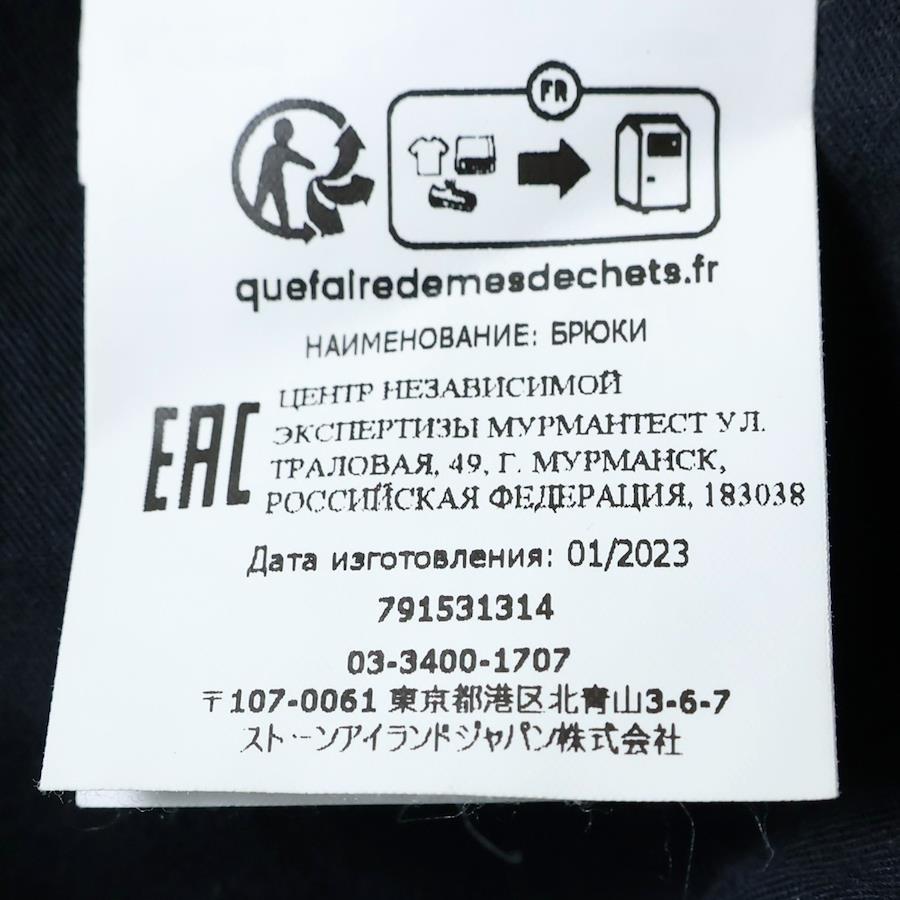 FR
quefairedemesdechets.fr
НАИМЕНОВАНИЕ: БРЮКИ
EAC
ЦЕНТР НЕЗАВИСИМОЙ
ЭКСПЕРТИЗЫ МУРМАНТЕСТ УЛ.
ТРАЛОВАЯ, 49, Г. МУРМАНСК,
РОССИЙСКАЯ ФЕДЕРАЦИЯ, 183038
Дата изготовления: 01/2023
791531314
03-3400-1707
〒107-0061 東京都港区北青山3-6-7
ストーンアイランドジャパン株式会社